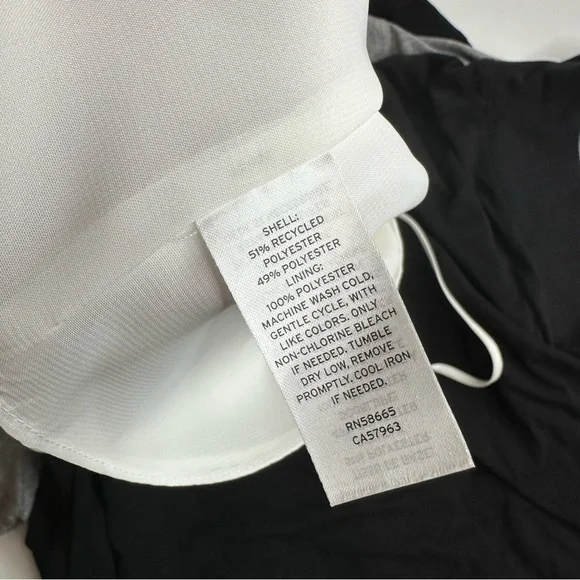 SHELL:
51% RECYCLED
POLYESTER
49% POLYESTER
LINING:
100% POLYESTER
MACHINE WASH COLD,
GENTLE CYCLE, WITH
LIKE COLORS. ONLY
NON-CHLORINE BLEACH
IF NEEDED. TUMBLE
DRY LOW, REMOVE
PROMPTLY. COOL IRON
IF NEEDED.
RN58665
CA57963